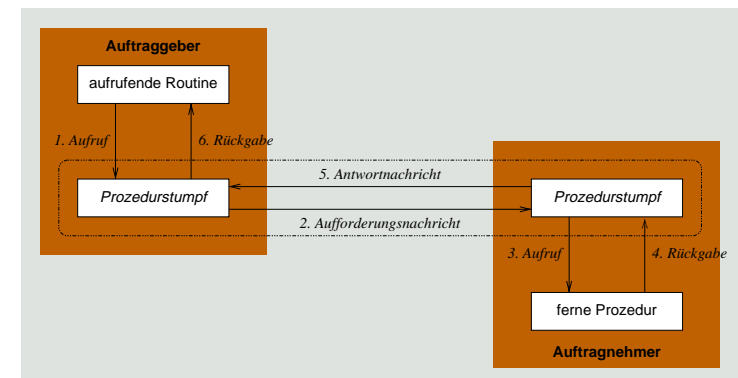 Auftraggeber
aufrufende Routine
1. Aufruf
6. Rückgabe
5. Antwortnachricht
Prozedurstumpf
Prozedurstumpf
2. Aufforderungsnachricht
3. Aufruf
4. Rückgabe
ferne Prozedur
Auftragnehmer